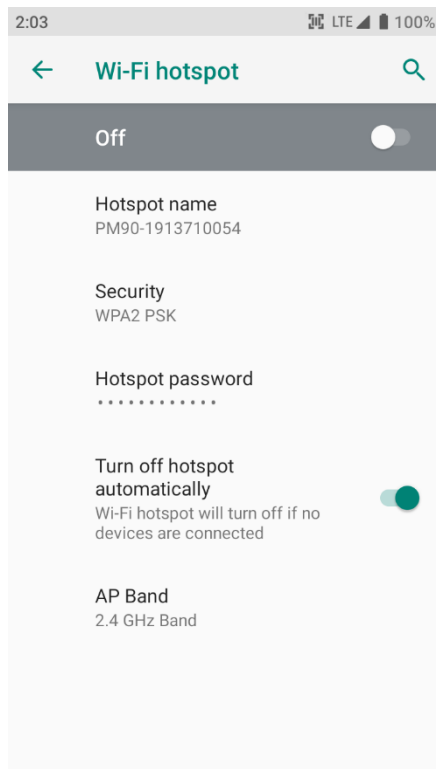 2:03 LTE 100%
Wi-Fi hotspot
Off
Hotspot name
PM90-1913710054
Security
WPA2 PSK
Hotspot password
............
Turn off hotspot
automatically
Wi-Fi hotspot will turn off if no
devices are connected
AP Band
2.4 GHz Band